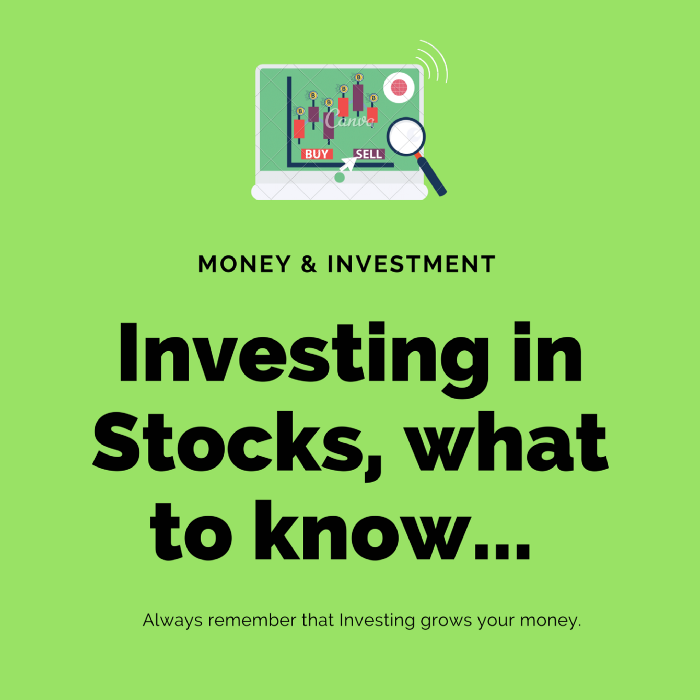 Canva
BUY SELL
MONEY & INVESTMENT
Investing in
Stocks, what
to know...
Always remember that Investing grows your money.